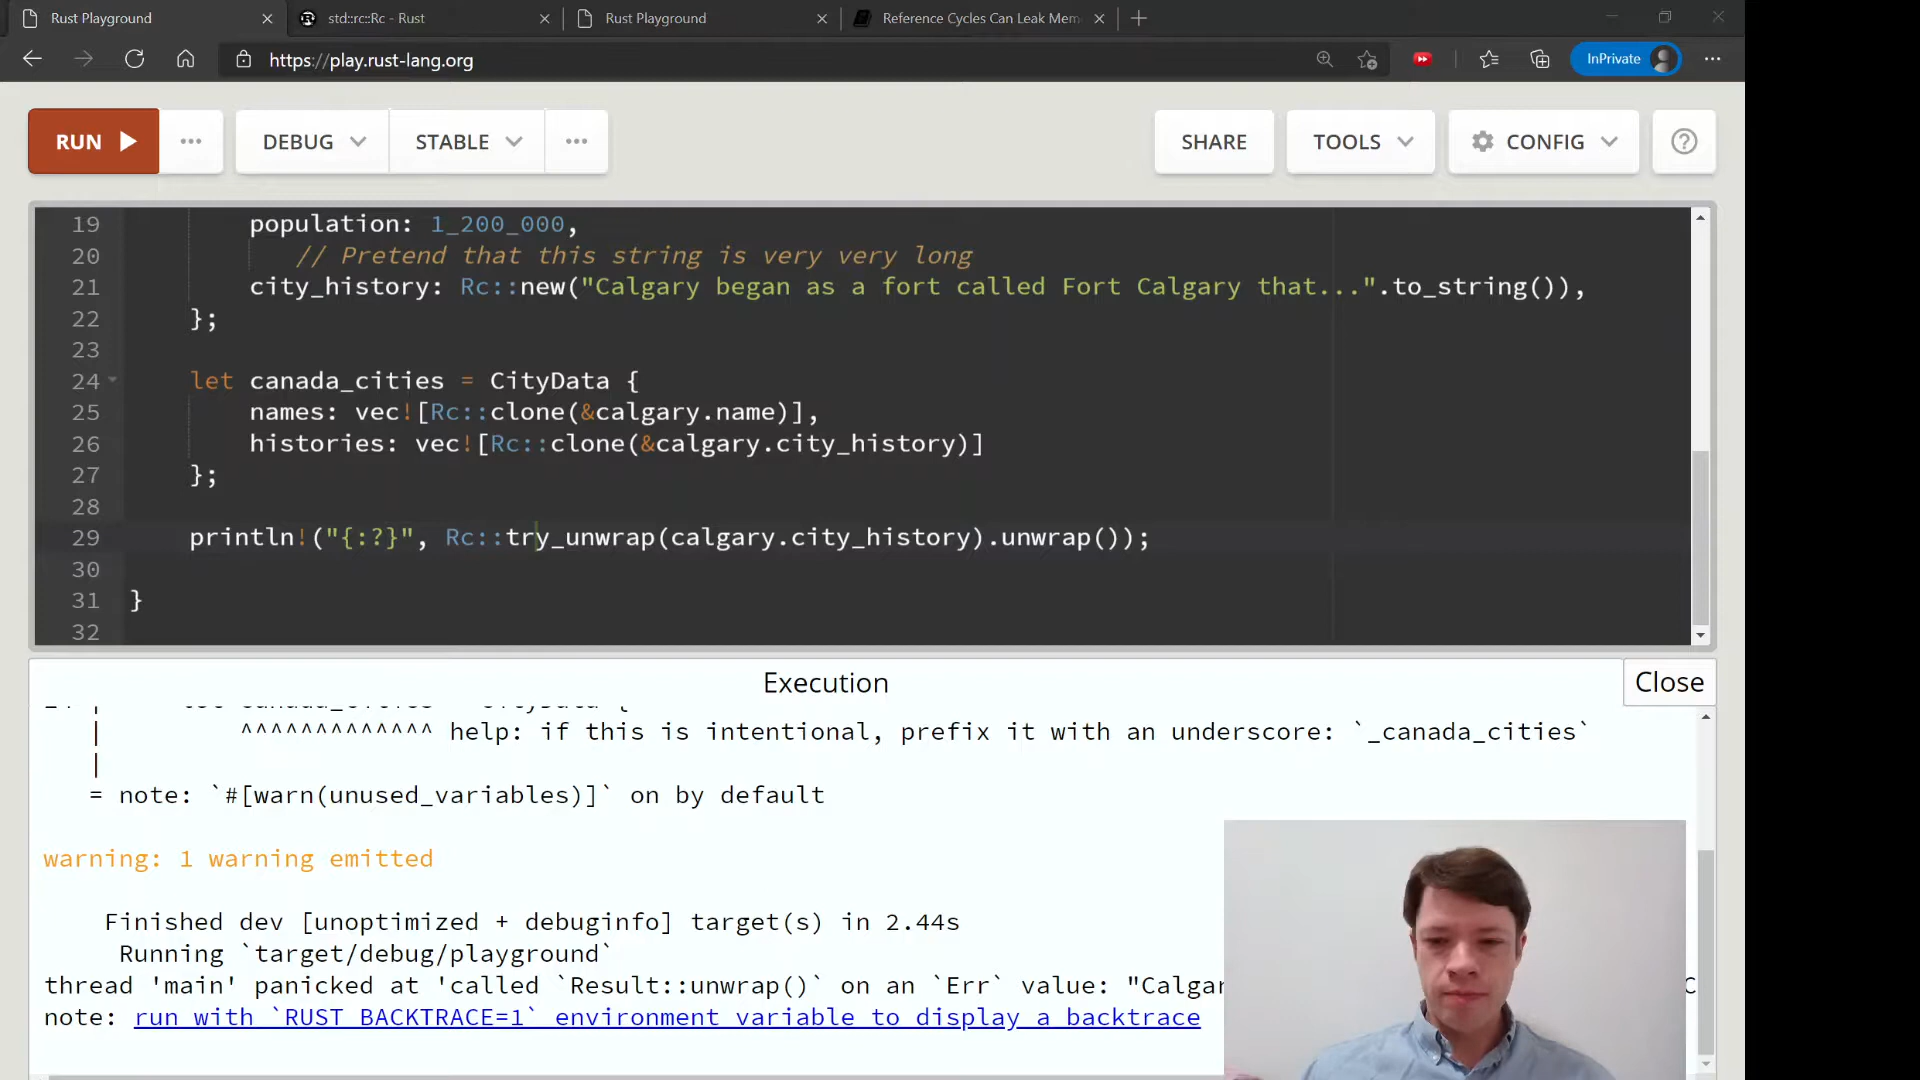 Rust Playground
std::rc::Rc - Rust
Rust Playground
Reference Cycles Can Leak Mem
https://play.rust-lang.org
InPrivate
RUN
DEBUG
STABLE
SHARE
TOOLS
CONFIG
19 population: 1_200_000,
20 // Pretend that this string is very very long
21 city_history: Rc::new("Calgary began as a fort called Fort Calgary that...".to_string()),
22 };
23
24 let canada_cities = CityData {
25 names: vec![Rc::clone(&calgary.name)],
26 histories: vec![Rc::clone(&calgary.city_history)]
27 };
28
29 println!("{:?}", Rc::try_unwrap(calgary.city_history).unwrap());
30
31 }
32
Execution
Close
| ^^^^^^^^^^^^^ help: if this is intentional, prefix it with an underscore: `_canada_cities`
|
= note: `#[warn(unused_variables)]` on by default
warning: 1 warning emitted
Finished dev [unoptimized + debuginfo] target(s) in 2.44s
Running `target/debug/playground`
thread 'main' panicked at 'called `Result::unwrap()` on an `Err` value: "Calgar
note: run with `RUST_BACKTRACE=1` environment variable to display a backtrace